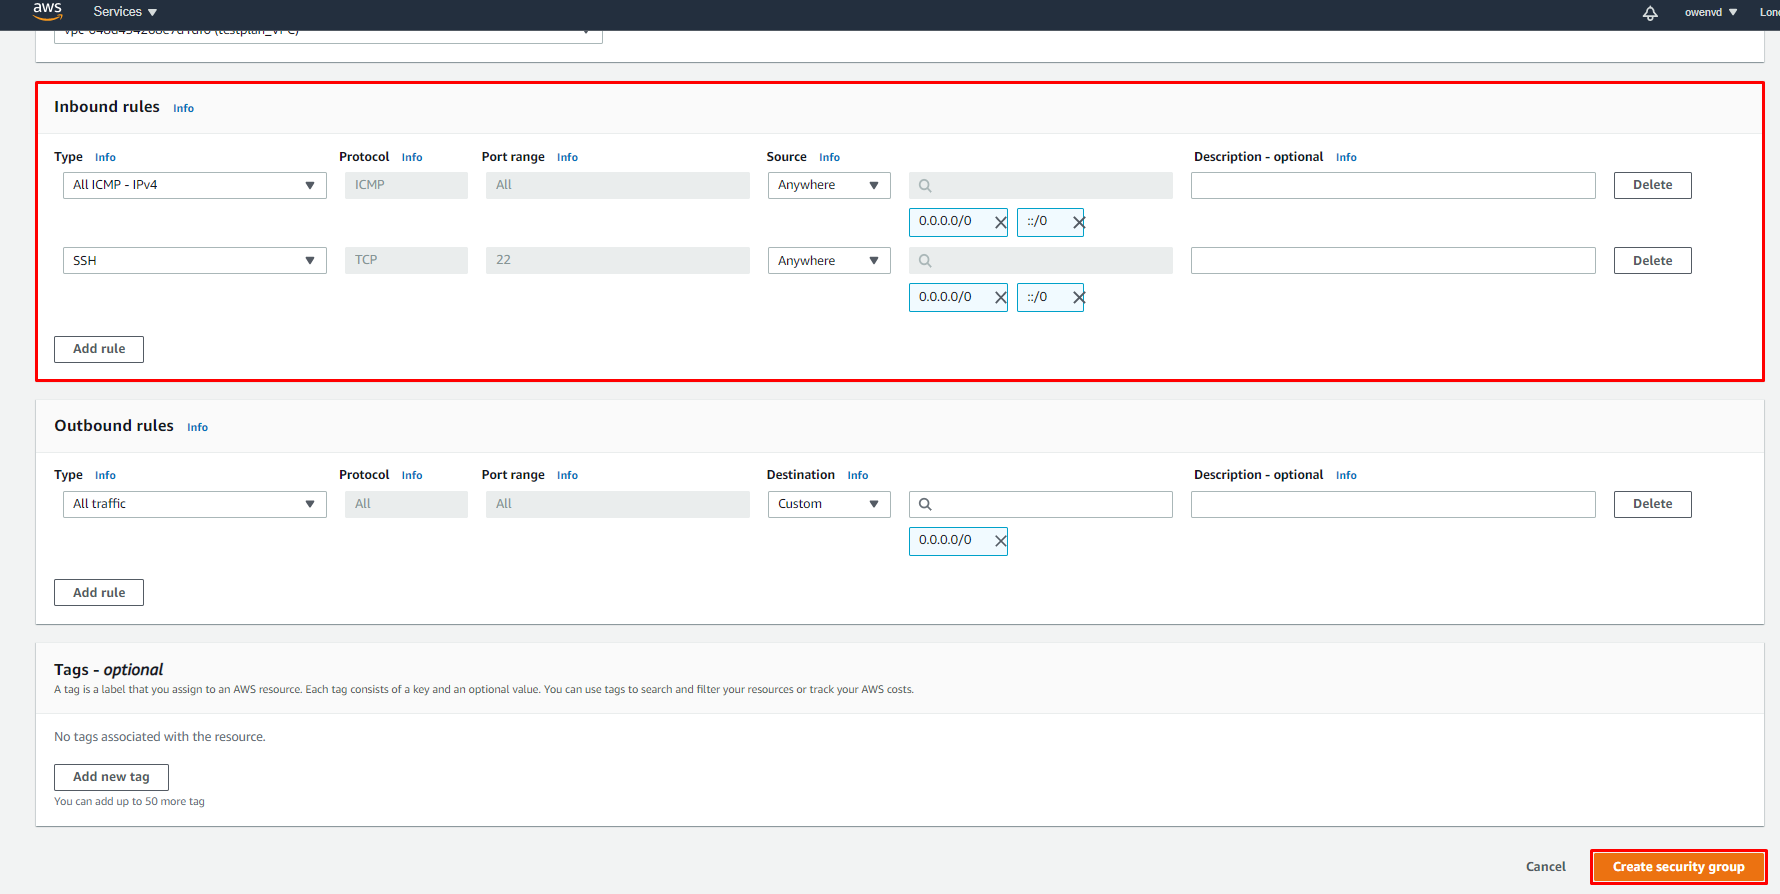 aws Services owenvd
Inbound rules Info
Type Info Protocol Info Port range Info Source Info Description - optional Info
All ICMP - IPv4 ICMP All Anywhere Delete
0.0.0.0/0 ::/0
SSH TCP 22 Anywhere Delete
0.0.0.0/0 ::/0
Add rule
Outbound rules Info
Type Info Protocol Info Port range Info Destination Info Description - optional Info
All traffic All All Custom Delete
0.0.0.0/0
Add rule
Tags - optional
A tag is a label that you assign to an AWS resource. Each tag consists of a key and an optional value. You can use tags to search and filter your resources or track your AWS costs.
No tags associated with the resource.
Add new tag
You can add up to 50 more tag
Cancel Create security group